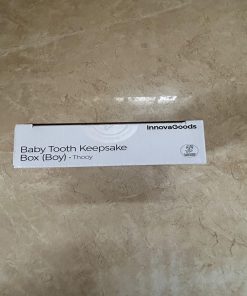 InnovaGoods
Baby Tooth Keepsake
Box (Boy) - Thooy